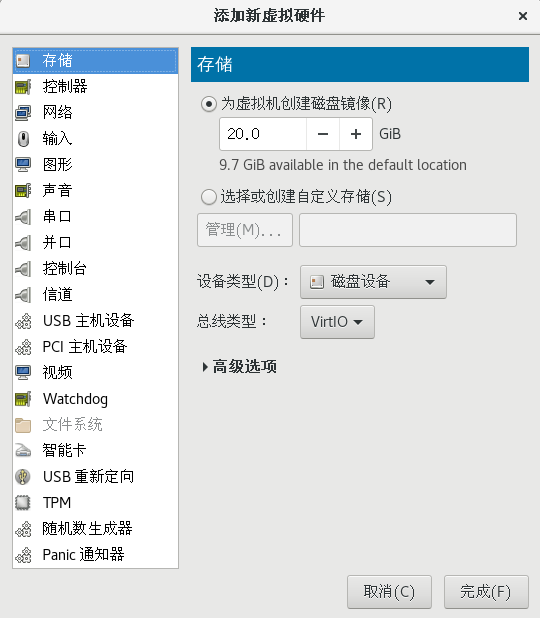 添加新虚拟硬件
存储
控制器
网络
输入
图形
声音
串口
并口
控制台
信道
USB 主机设备
PCI 主机设备
视频
Watchdog
文件系统
智能卡
USB 重新定向
TPM
随机数生成器
Panic 通知器
存储
为虚拟机创建磁盘镜像(R)
20.0 − + GiB
9.7 GiB available in the default location
选择或创建自定义存储(S)
管理(M)...
设备类型(D)： 磁盘设备
总线类型： VirtIO
高级选项
取消(C) 完成(F)